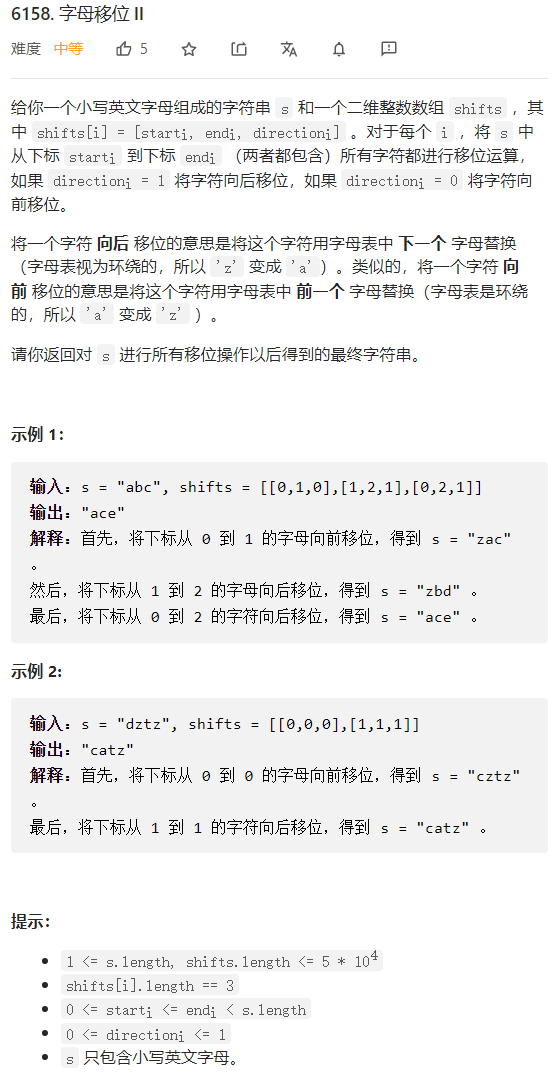 6158. 字母移位 II
难度 中等 5
给你一个小写英文字母组成的字符串 s 和一个二维整数数组 shifts ，其
中 shifts[i] = [starti, endi, directioni] 。对于每个 i ，将 s 中
从下标 starti 到下标 endi （两者都包含）所有字符都进行移位运算，
如果 directioni = 1 将字符向后移位，如果 directioni = 0 将字符向
前移位。
将一个字符 向后 移位的意思是将这个字符用字母表中 下一个 字母替换
（字母表视为环绕的，所以 'z' 变成 'a'）。类似的，将一个字符 向
前 移位的意思是将这个字符用字母表中 前一个 字母替换（字母表是环绕
的，所以 'a' 变成 'z' ）。
请你返回对 s 进行所有移位操作以后得到的最终字符串。
示例 1：
输入：s = "abc", shifts = [[0,1,0],[1,2,1],[0,2,1]]
输出："ace"
解释：首先，将下标从 0 到 1 的字母向前移位，得到 s = "zac"
。
然后，将下标从 1 到 2 的字母向后移位，得到 s = "zbd" 。
最后，将下标从 0 到 2 的字符向后移位，得到 s = "ace" 。
示例 2:
输入：s = "dztz", shifts = [[0,0,0],[1,1,1]]
输出："catz"
解释：首先，将下标从 0 到 0 的字母向前移位，得到 s = "cztz"
。
最后，将下标从 1 到 1 的字符向后移位，得到 s = "catz" 。
提示：
1 <= s.length, shifts.length <= 5 * 10^4
shifts[i].length == 3
0 <= starti <= endi < s.length
0 <= directioni <= 1
s 只包含小写英文字母。